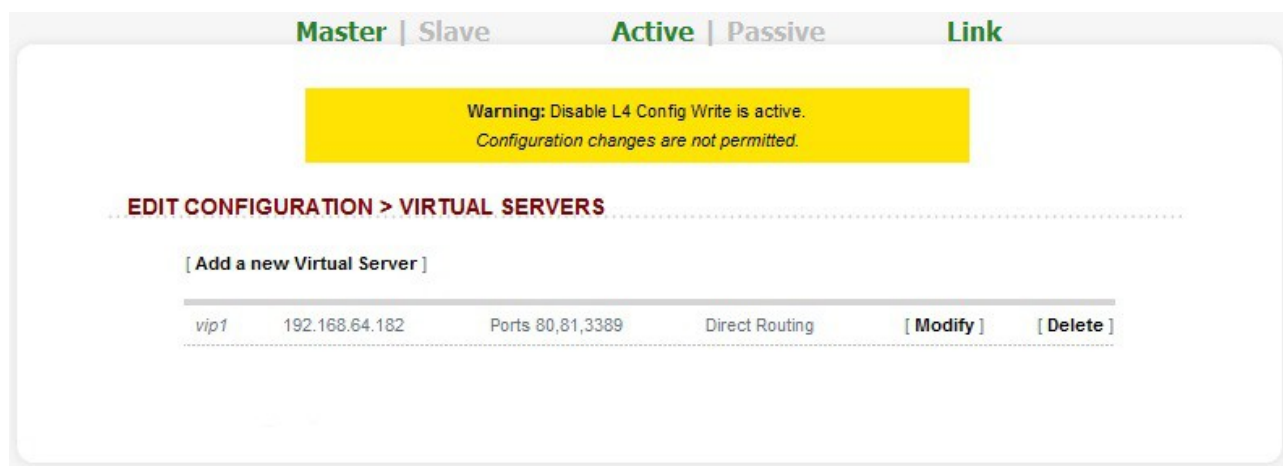 Master | Slave Active | Passive Link
Warning: Disable L4 Config Write is active.
Configuration changes are not permitted.
EDIT CONFIGURATION > VIRTUAL SERVERS
[ Add a new Virtual Server ]
vip1 192.168.64.182 Ports 80,81,3389 Direct Routing [ Modify ] [ Delete ]